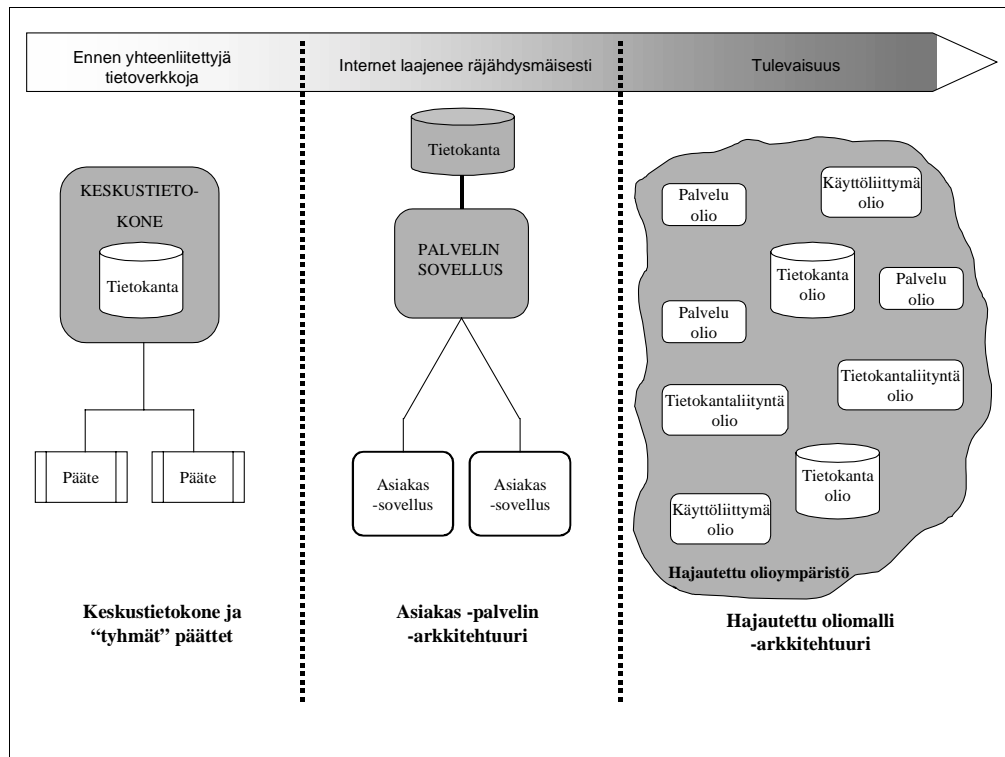 Ennen yhteenliitettyjä
tietoverkkoja
Internet laajenee räjähdysmäisesti
Tulevaisuus
KESKUSTIETO-
KONE
Tietokanta
Pääte
Pääte
Keskustietokone ja
“tyhmät” päättet
Tietokanta
PALVELIN
SOVELLUS
Asiakas
-sovellus
Asiakas
-sovellus
Asiakas -palvelin
-arkkitehtuuri
Palvelu
olio
Käyttöliittymä
olio
Tietokanta
olio
Palvelu
olio
Palvelu
olio
Tietokantaliityntä
olio
Tietokantaliityntä
olio
Tietokanta
olio
Käyttöliittymä
olio
Hajautettu olioympäristö
Hajautettu oliomalli
-arkkitehtuuri